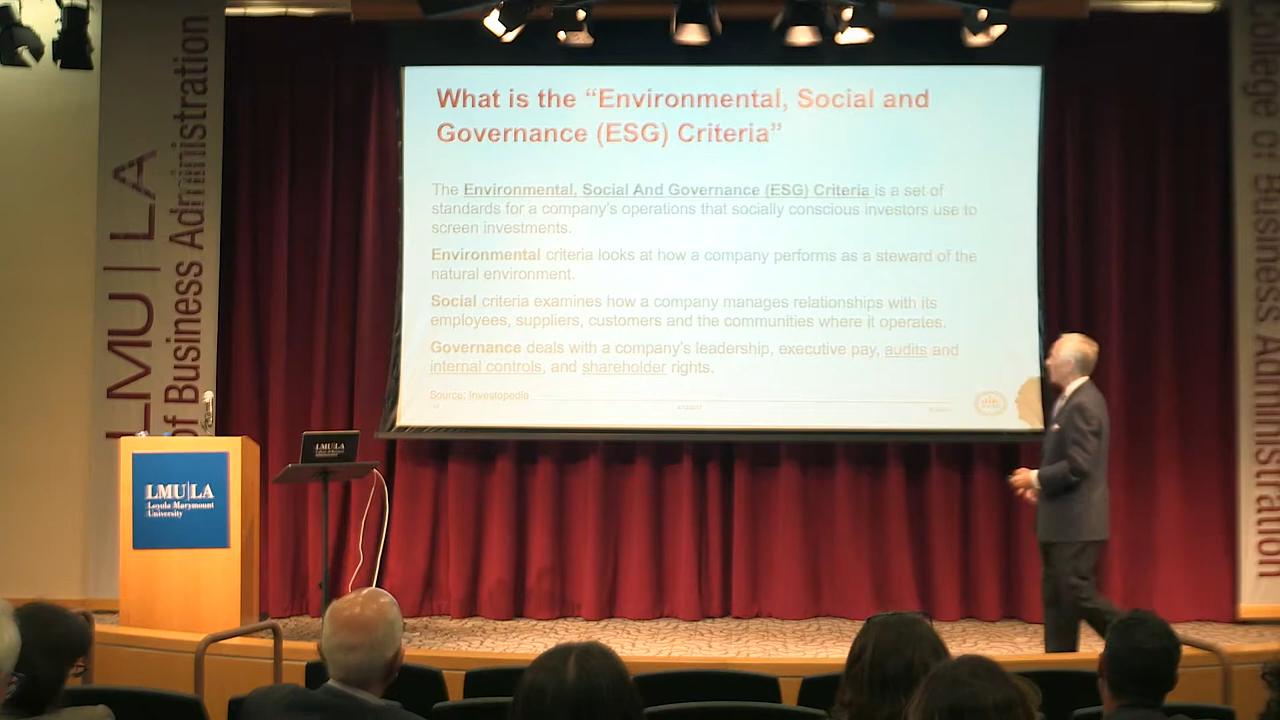 What is the “Environmental, Social and
Governance (ESG) Criteria”
The Environmental, Social And Governance (ESG) Criteria is a set of
standards for a company's operations that socially conscious investors use to
screen investments.
Environmental criteria looks at how a company performs as a steward of the
natural environment.
Social criteria examines how a company manages relationships with its
employees, suppliers, customers and the communities where it operates.
Governance deals with a company's leadership, executive pay, audits and
internal controls, and shareholder rights.
Source: Investopedia
LMU | LA
of Business Administration
LMU|LA
Loyola Marymount
University
LMU|LA
College of Business Administration